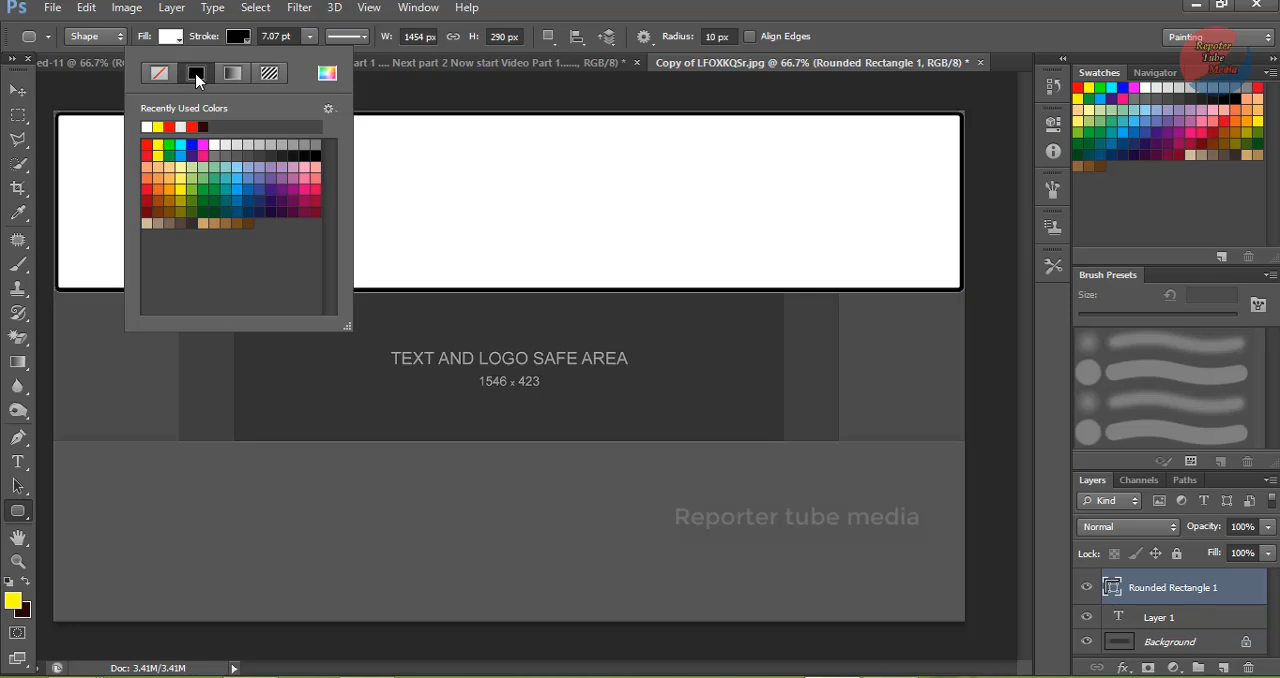 Ps File Edit Image Layer Type Select Filter 3D View Window Help
Shape Fill: Stroke: 7.07 pt W: 1454 px H: 290 px Radius: 10 px Align Edges Painting
ed-11 @ 66.7% (RG art 1 .... Next part 2 Now start Video Part 1....., RGB/8) * × Copy of LFOXKQSr.jpg @ 66.7% (Rounded Rectangle 1, RGB/8) * ×
Repoter
Tube
Media
Swatches Navigator
Recently Used Colors
Brush Presets
Size:
TEXT AND LOGO SAFE AREA
1546 x 423
Reporter tube media
Layers Channels Paths
Kind
Normal Opacity: 100%
Lock: Fill: 100%
Rounded Rectangle 1
T Layer 1
Background
Doc: 3.41M/3.41M